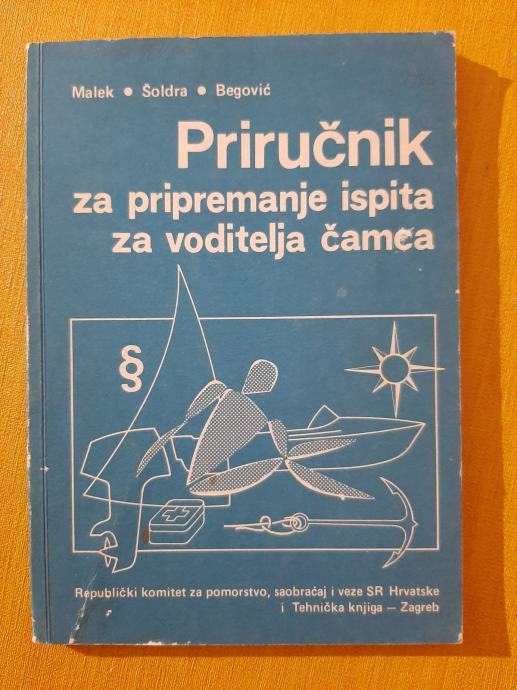 Malek • Šoldra • Begović
Priručnik
za pripremanje ispita
za voditelja čamca
§
Republički komitet za pomorstvo, saobraćaj i veze SR Hrvatske
i Tehnička knjiga – Zagreb